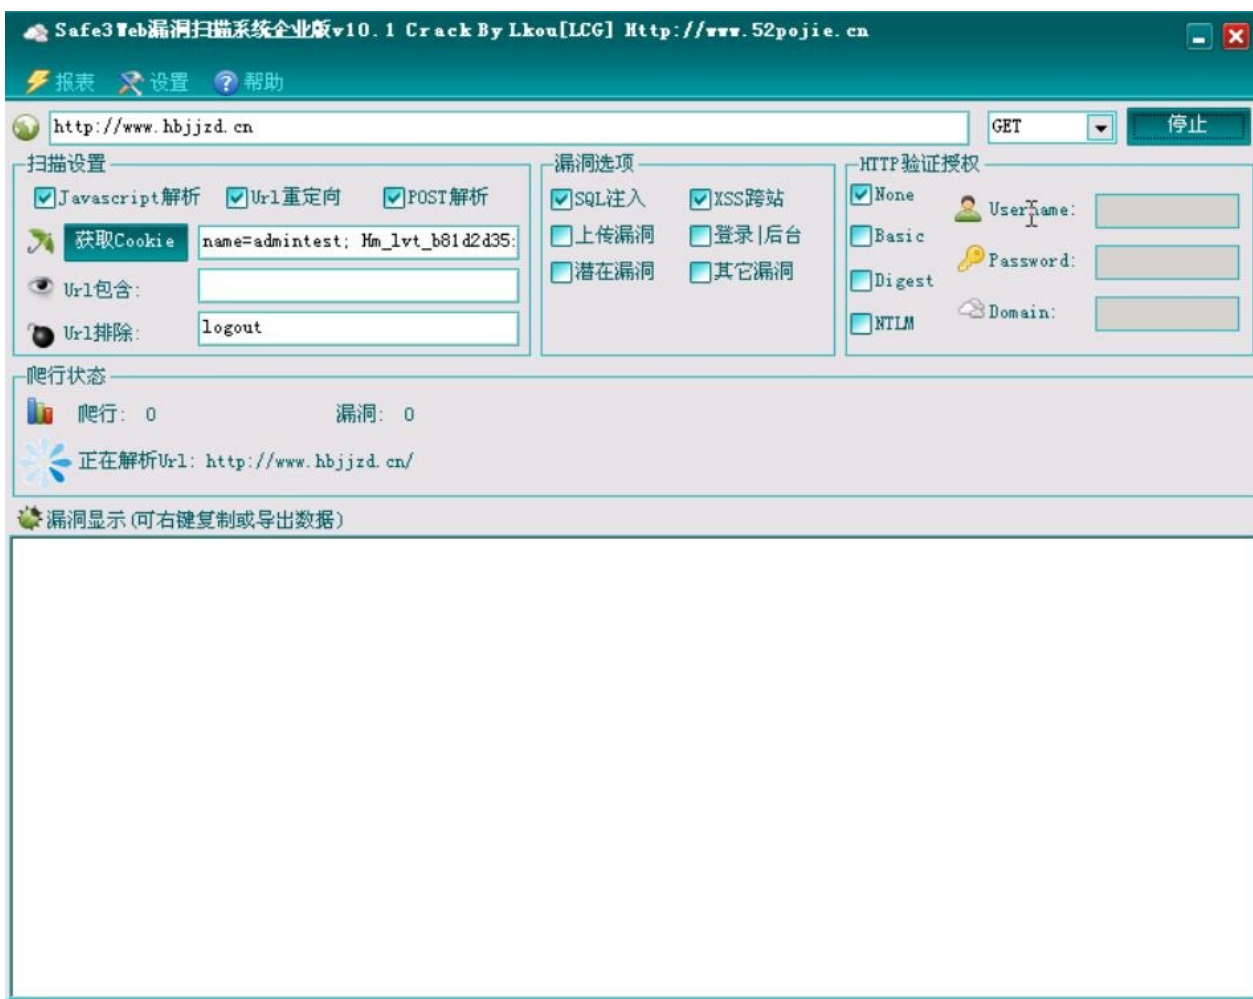 Safe3Web漏洞扫描系统企业版v10.1 Crack By Lkou[LCG] Http://www.52pojie.cn
报表 设置 帮助
http://www.hbjjzd.cn GET 停止
扫描设置 漏洞选项 HTTP验证授权
Javascript解析 Url重定向 POST解析 SQL注入 XSS跨站 None Username:
获取Cookie name=admintest; Hm_lvt_b81d2d35: 上传漏洞 登录|后台 Basic
Url包含: 潜在漏洞 其它漏洞 Digest Password:
Url排除: logout NTLM Domain:
爬行状态
爬行: 0 漏洞: 0
正在解析Url: http://www.hbjjzd.cn/
漏洞显示(可右键复制或导出数据)